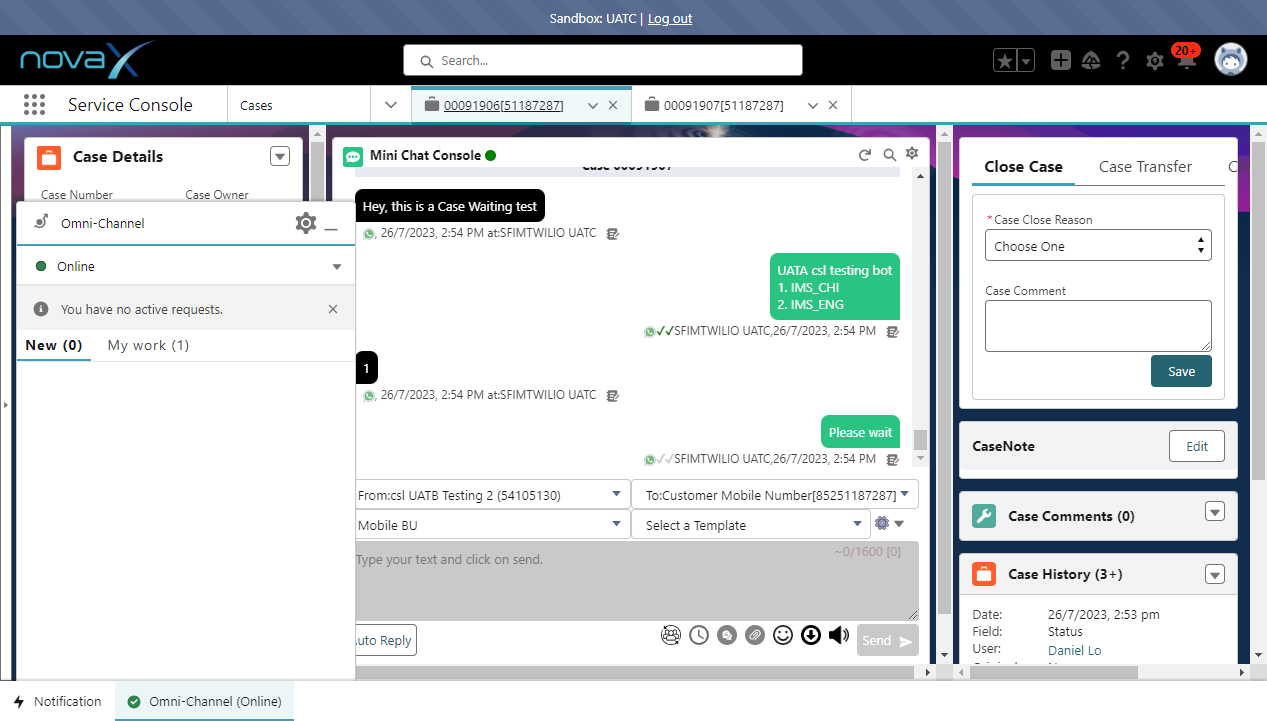 Sandbox: UATC | Log out
novaX
Search...
20+
Service Console
Cases
00091906[51187287]
00091907[51187287]
Case Details
Case Number
Case Owner
Omni-Channel
Online
You have no active requests.
New (0)
My work (1)
Mini Chat Console
Hey, this is a Case Waiting test
, 26/7/2023, 2:54 PM at:SFIMTWILIO UATC
UATA csl testing bot
1. IMS_CHI
2. IMS_ENG
SFIMTWILIO UATC,26/7/2023, 2:54 PM
1
, 26/7/2023, 2:54 PM at:SFIMTWILIO UATC
Please wait
SFIMTWILIO UATC,26/7/2023, 2:54 PM
From:csl UATB Testing 2 (54105130)
To:Customer Mobile Number[85251187287]
Mobile BU
Select a Template
Type your text and click on send.
~0/1600 [0]
uto Reply
Send
Close Case
Case Transfer
*Case Close Reason
Choose One
Case Comment
Save
CaseNote
Edit
Case Comments (0)
Case History (3+)
Date:
26/7/2023, 2:53 pm
Field:
Status
User:
Daniel Lo
Notification
Omni-Channel (Online)